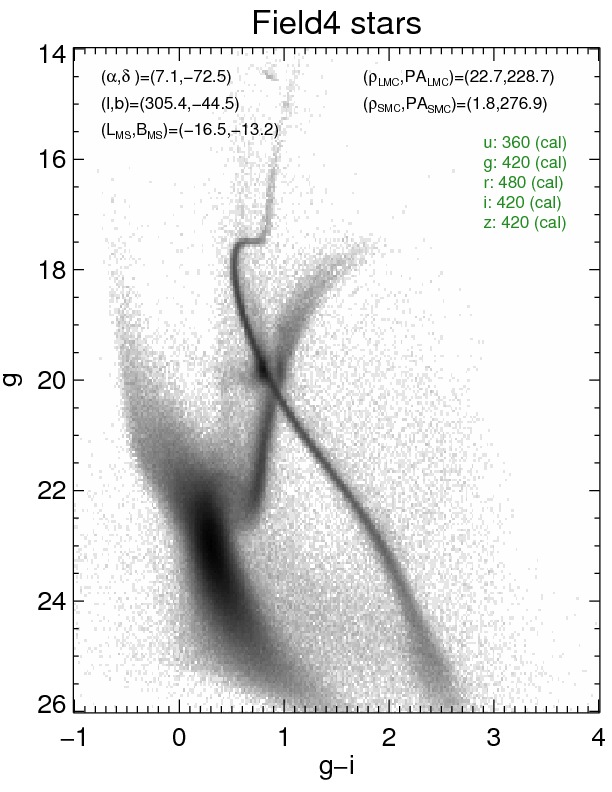 Field4 stars
(α,δ )=(7.1,−72.5)
(l,b)=(305.4,−44.5)
(LMS,BMS)=(−16.5,−13.2)
(ρLMC,PALMC)=(22.7,228.7)
(ρSMC,PASMC)=(1.8,276.9)
u: 360 (cal)
g: 420 (cal)
r: 480 (cal)
i: 420 (cal)
z: 420 (cal)
14
16
18
20
22
24
26
g
−1 0 1 2 3 4
g−i